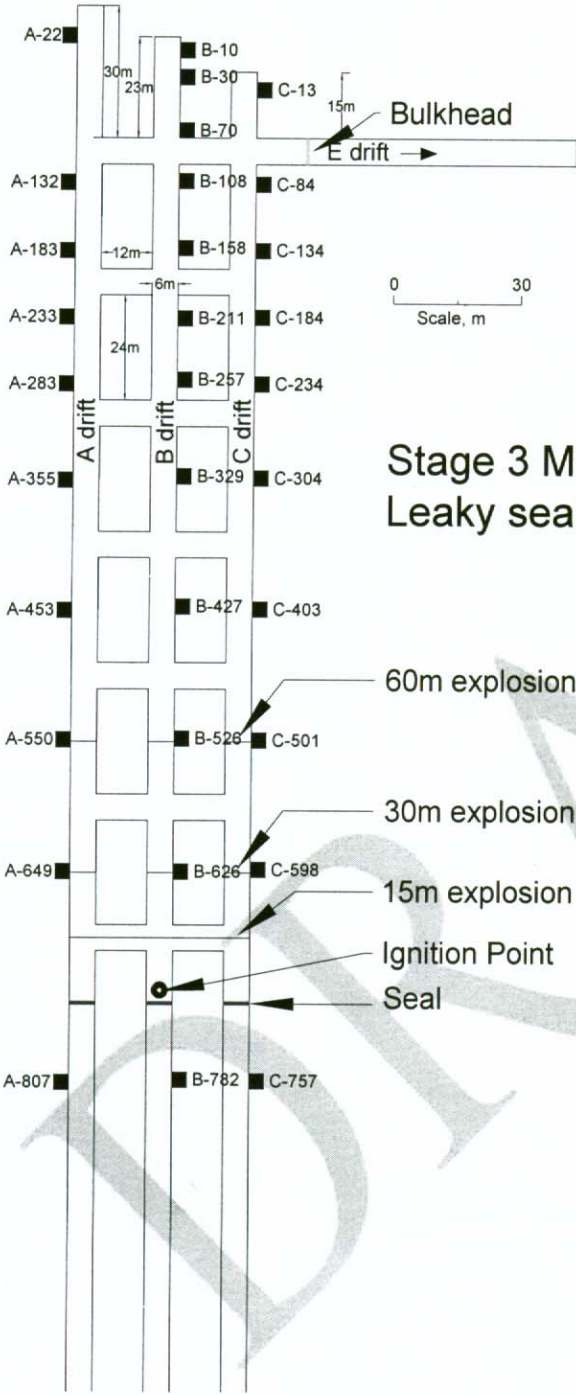 A-22
30m
23m
B-10
B-30
C-13
15m
B-70
Bulkhead
E drift
A-132
B-108
C-84
A-183
12m
B-158
C-134
6m
0 30
Scale, m
A-233
B-211
C-184
24m
A-283
B-257
C-234
A drift
B drift
C drift
A-355
B-329
C-304
Stage 3 M
Leaky sea
A-453
B-427
C-403
60m explosion
A-550
B-526
C-501
30m explosion
A-649
B-626
C-598
15m explosion
Ignition Point
Seal
A-807
B-782
C-757